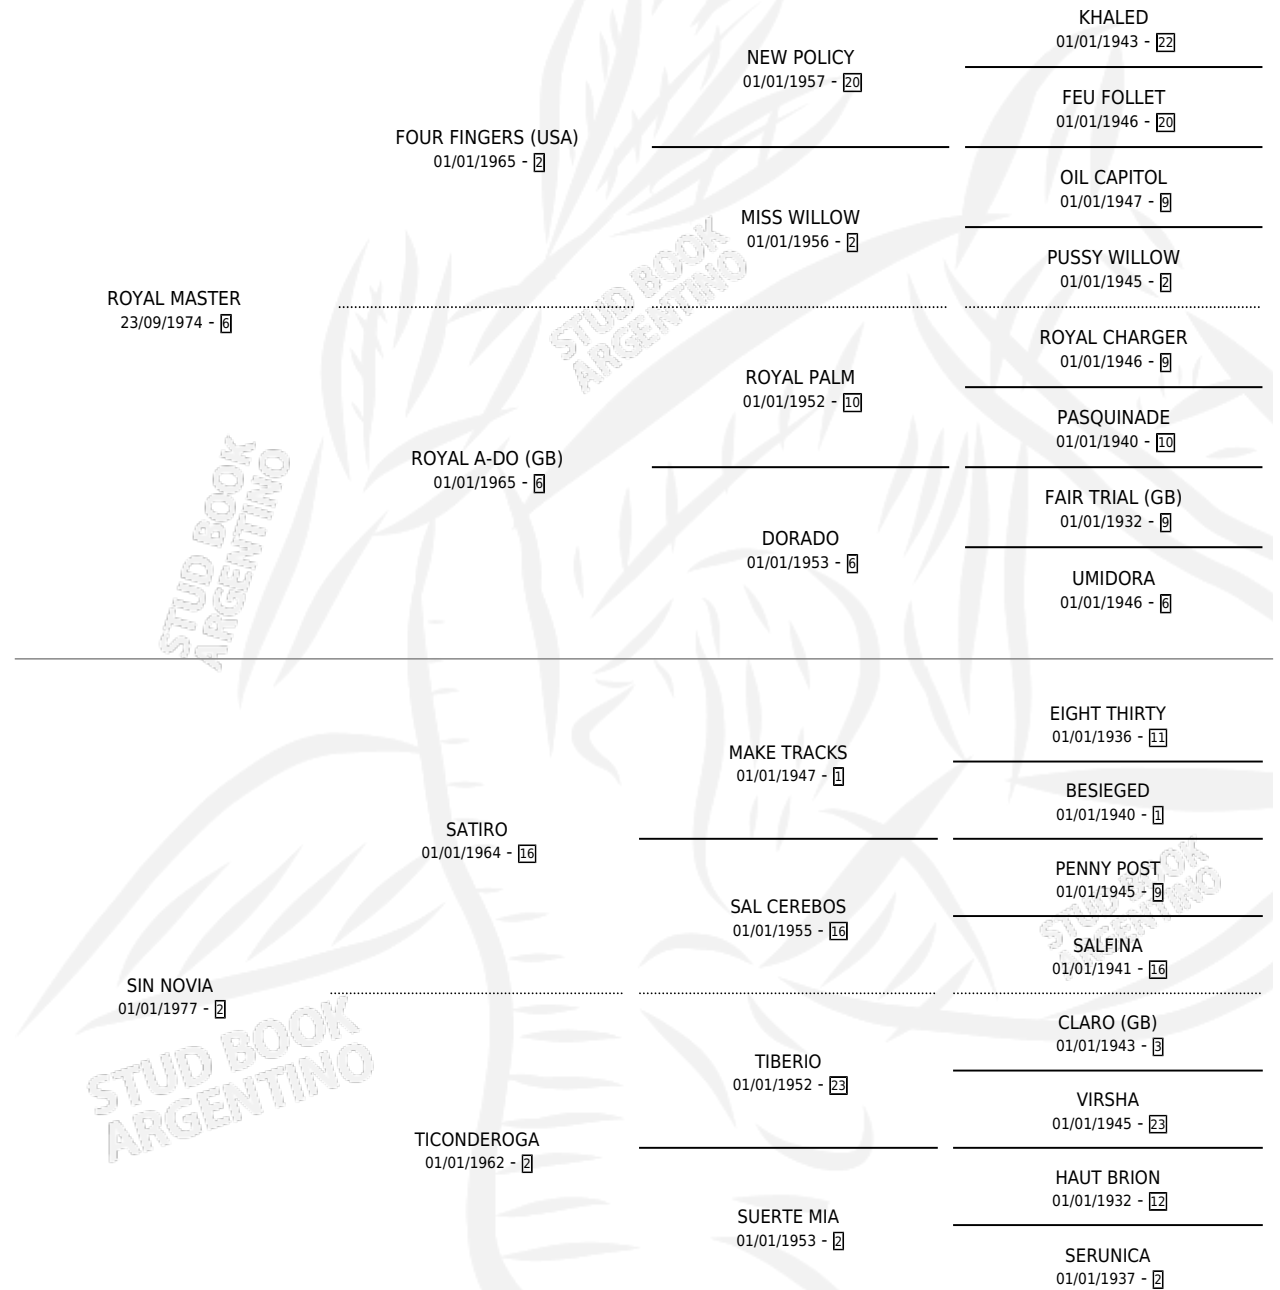 KHALED
01/01/1943 - 22
NEW POLICY
01/01/1957 - 20
FEU FOLLET
01/01/1946 - 20
FOUR FINGERS (USA)
01/01/1965 - 2
OIL CAPITOL
01/01/1947 - 9
MISS WILLOW
01/01/1956 - 2
PUSSY WILLOW
01/01/1945 - 2
STUD BOOK
ARGENTINO
ROYAL MASTER
23/09/1974 - 6
ROYAL CHARGER
01/01/1946 - 9
ROYAL PALM
01/01/1952 - 10
PASQUINADE
01/01/1940 - 10
ROYAL A-DO (GB)
01/01/1965 - 6
FAIR TRIAL (GB)
01/01/1932 - 9
DORADO
01/01/1953 - 6
UMIDORA
01/01/1946 - 6
STUD BOOK
ARGENTINO
EIGHT THIRTY
01/01/1936 - 11
MAKE TRACKS
01/01/1947 - 1
BESIEGED
01/01/1940 - 1
SATIRO
01/01/1964 - 16
PENNY POST
01/01/1945 - 9
SAL CEREBOS
01/01/1955 - 16
STUD BOOK
ARGENTINO
SALFINA
01/01/1941 - 16
SIN NOVIA
01/01/1977 - 2
CLARO (GB)
01/01/1943 - 3
STUD BOOK
ARGENTINO
TIBERIO
01/01/1952 - 23
VIRSHA
01/01/1945 - 23
TICONDEROGA
01/01/1962 - 2
HAUT BRION
01/01/1932 - 12
SUERTE MIA
01/01/1953 - 2
SERUNICA
01/01/1937 - 2